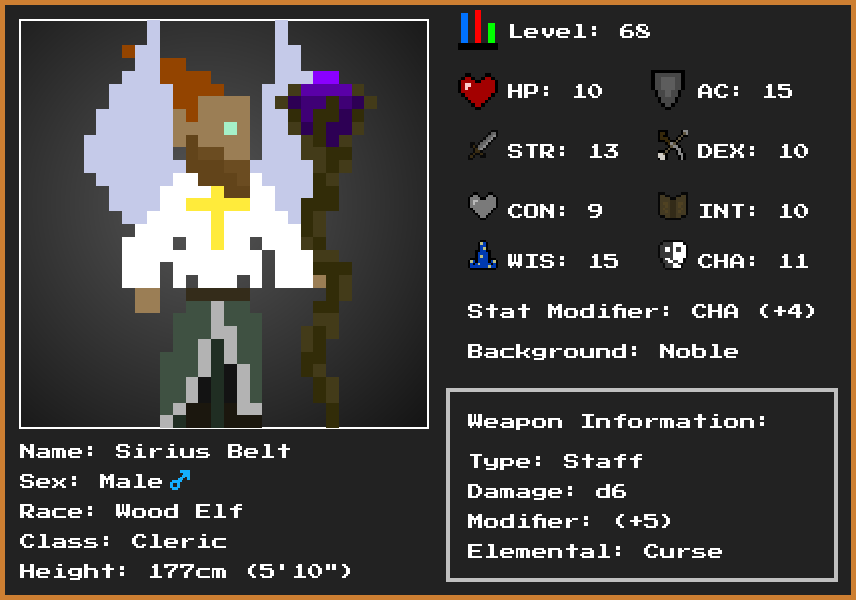 Level: 68
HP: 10 AC: 15
STR: 13 DEX: 10
CON: 9 INT: 10
WIS: 15 CHA: 11
Stat Modifier: CHA (+4)
Background: Noble
Weapon Information:
Type: Staff
Damage: d6
Modifier: (+5)
Elemental: Curse
Name: Sirius Belt
Sex: Male♂
Race: Wood Elf
Class: Cleric
Height: 177cm (5'10")